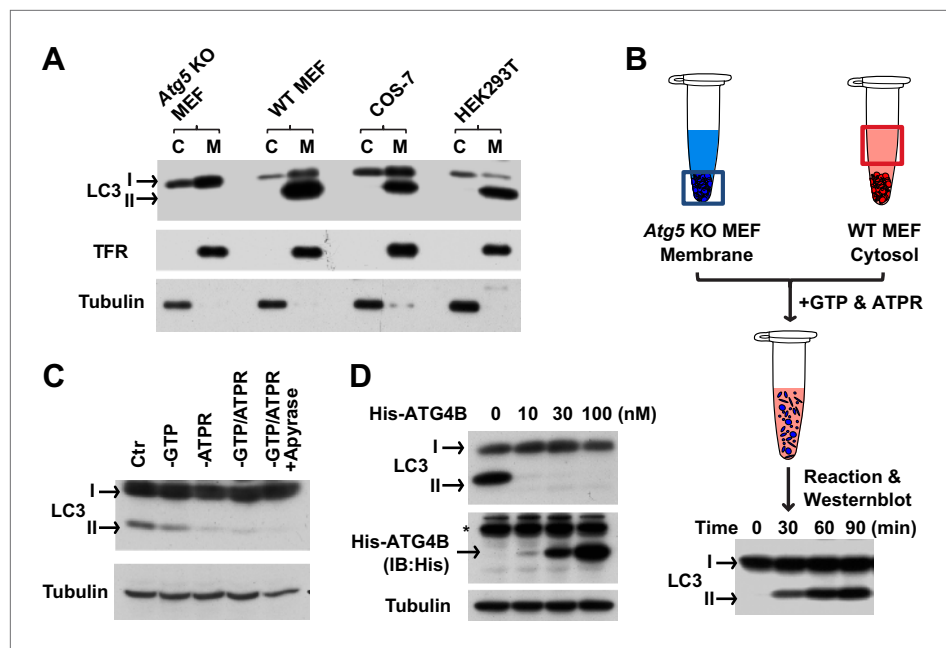 A
Atg5 KO
MEF
WT MEF
COS-7
HEK293T
C M C M C M C M
LC3
I
II
TFR
Tubulin
B
Atg5 KO MEF
Membrane
WT MEF
Cytosol
+GTP & ATPR
Reaction &
Westernblot
Time 0 30 60 90 (min)
LC3
I
II
C
Ctr
-GTP
-ATPR
-GTP/ATPR
-GTP/ATPR
+Apyrase
LC3
I
II
Tubulin
D
His-ATG4B 0 10 30 100 (nM)
LC3
I
II
*
His-ATG4B
(IB:His)
Tubulin